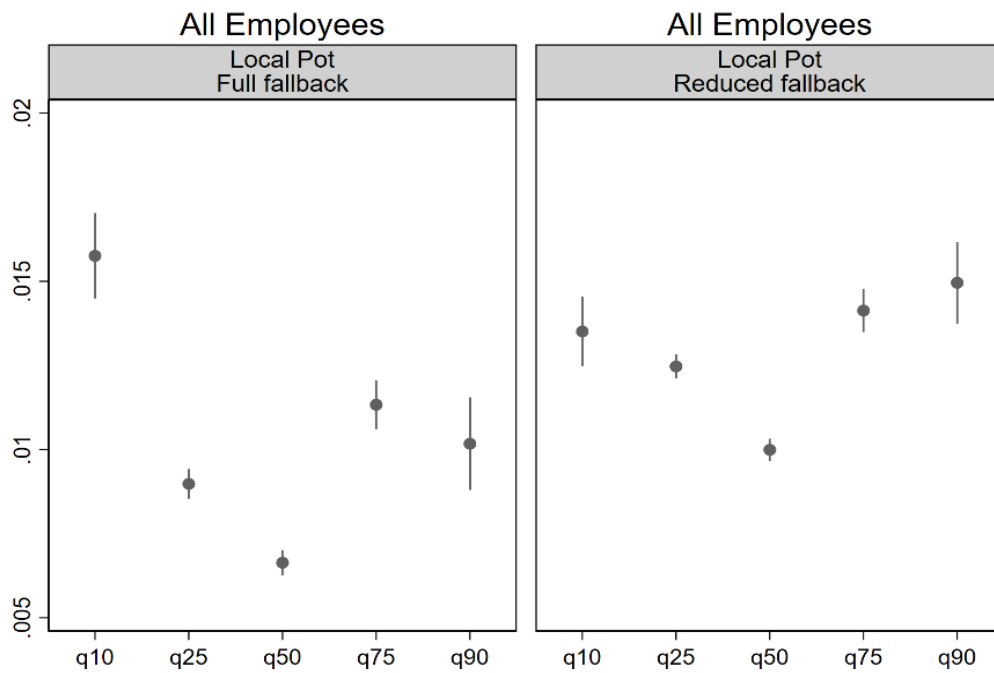 All Employees
Local Pot
Full fallback
.02
.015
.01
.005
q10 q25 q50 q75 q90
All Employees
Local Pot
Reduced fallback
q10 q25 q50 q75 q90